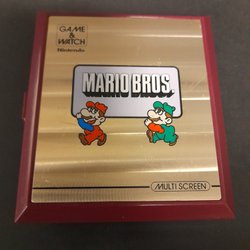 GAME
&
WATCH
Nintendo
MARIO BROS.
MULTI SCREEN